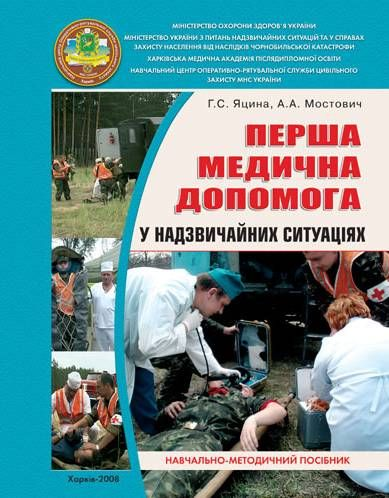 МІНІСТЕРСТВО ОХОРОНИ ЗДОРОВ'Я УКРАЇНИ
МІНІСТЕРСТВО УКРАЇНИ З ПИТАНЬ НАДЗВИЧАЙНИХ СИТУАЦІЙ ТА У СПРАВАХ
ЗАХИСТУ НАСЕЛЕННЯ ВІД НАСЛІДКІВ ЧОРНОБИЛЬСЬКОЇ КАТАСТРОФИ
ХАРКІВСЬКА МЕДИЧНА АКАДЕМІЯ ПІСЛЯДИПЛОМНОЇ ОСВІТИ
НАВЧАЛЬНИЙ ЦЕНТР ОПЕРАТИВНО-РЯТУВАЛЬНОЇ СЛУЖБИ ЦИВІЛЬНОГО
ЗАХИСТУ МНС УКРАЇНИ
Г.С. Яцина, А.А. Мостович
ПЕРША
МЕДИЧНА
ДОПОМОГА
У НАДЗВИЧАЙНИХ СИТУАЦІЯХ
НАВЧАЛЬНО-МЕТОДИЧНИЙ ПОСІБНИК
Харків-2008